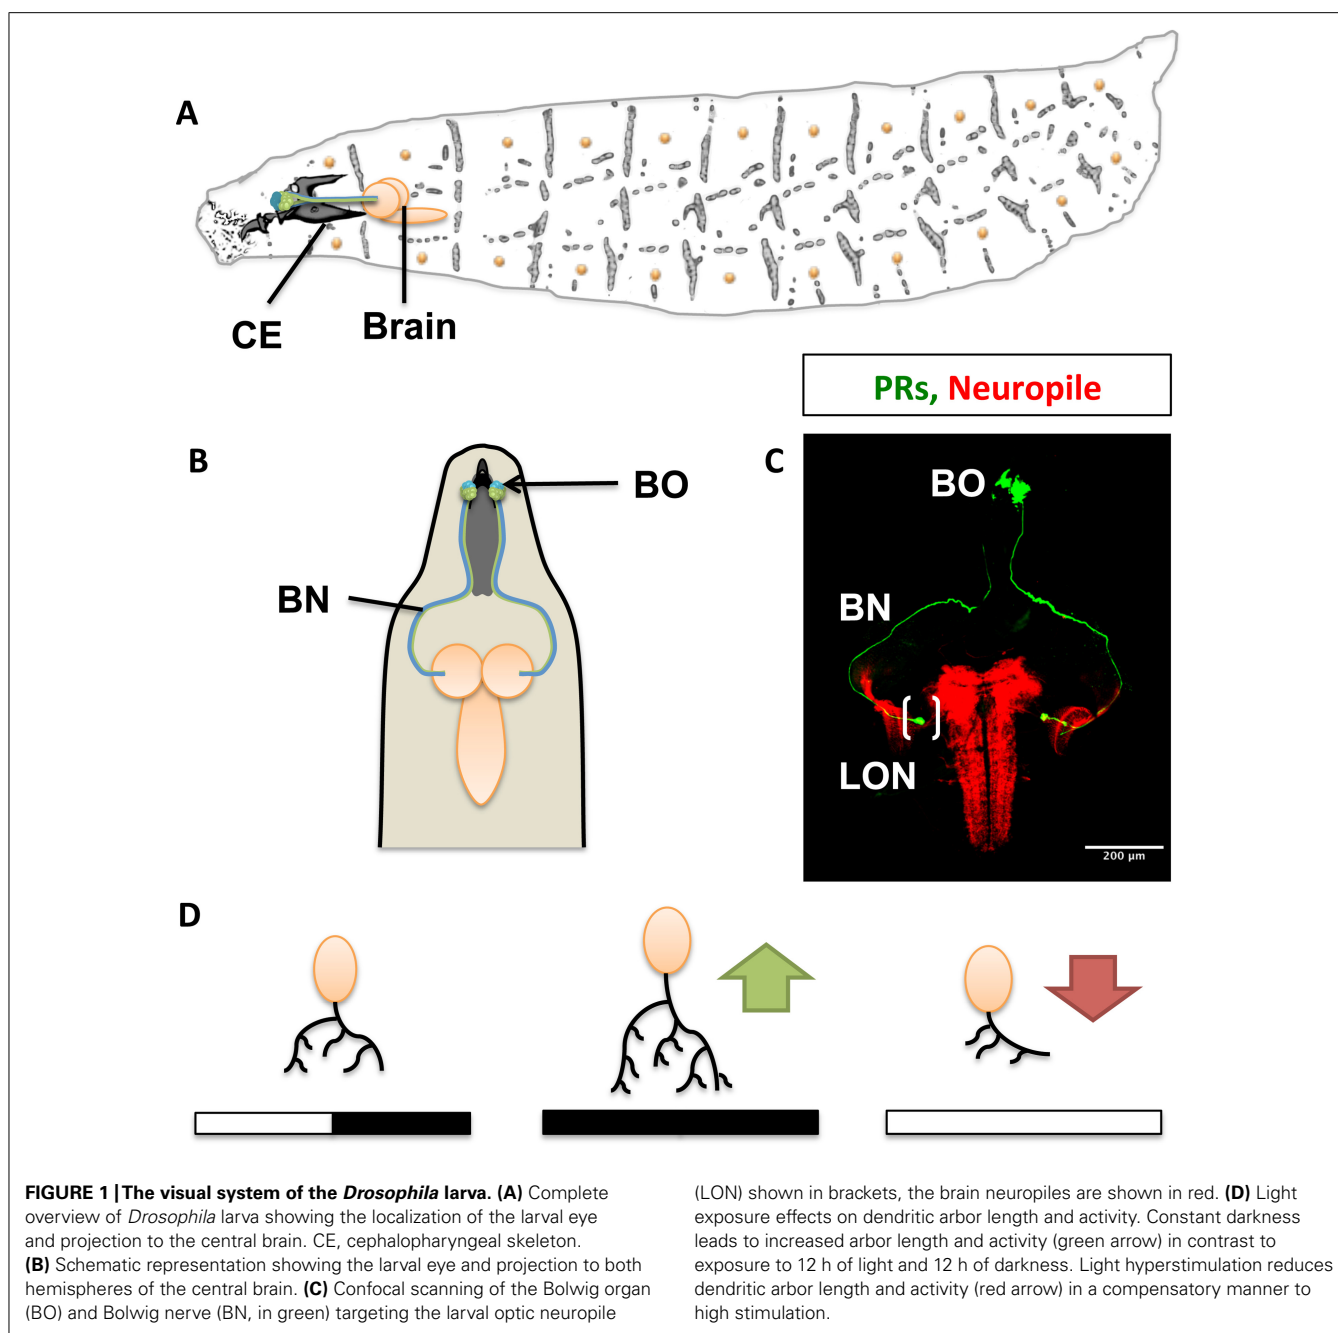 A
CE
Brain
PRs, Neuropile
B
BO
BN
C
BO
BN
LON
200 µm
D
FIGURE 1 | The visual system of the Drosophila larva. (A) Complete
overview of Drosophila larva showing the localization of the larval eye
and projection to the central brain. CE, cephalopharyngeal skeleton.
(B) Schematic representation showing the larval eye and projection to both
hemispheres of the central brain. (C) Confocal scanning of the Bolwig organ
(BO) and Bolwig nerve (BN, in green) targeting the larval optic neuropile
(LON) shown in brackets, the brain neuropiles are shown in red. (D) Light
exposure effects on dendritic arbor length and activity. Constant darkness
leads to increased arbor length and activity (green arrow) in contrast to
exposure to 12 h of light and 12 h of darkness. Light hyperstimulation reduces
dendritic arbor length and activity (red arrow) in a compensatory manner to
high stimulation.